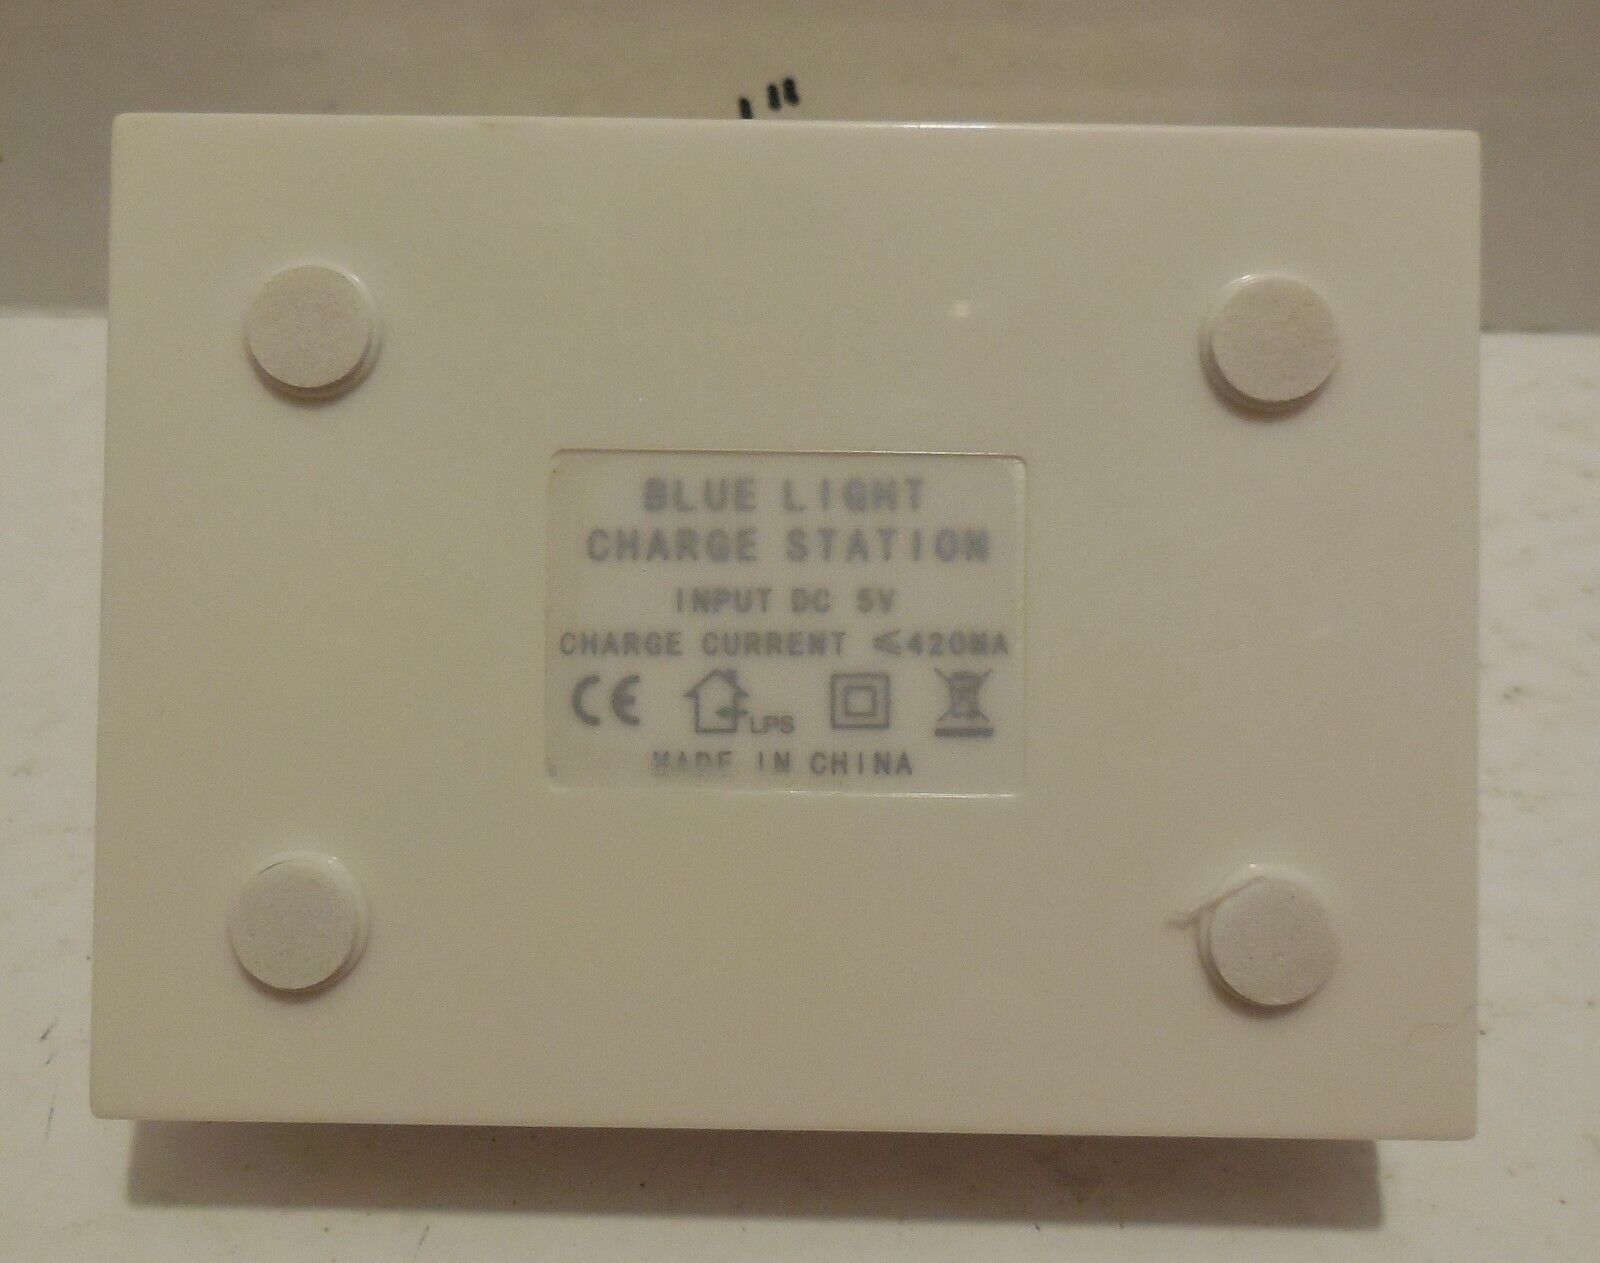 BLUE LIGHT
CHARGE STATION
INPUT DC 5V
CHARGE CURRENT ≤420MA
CE LPS
MADE IN CHINA